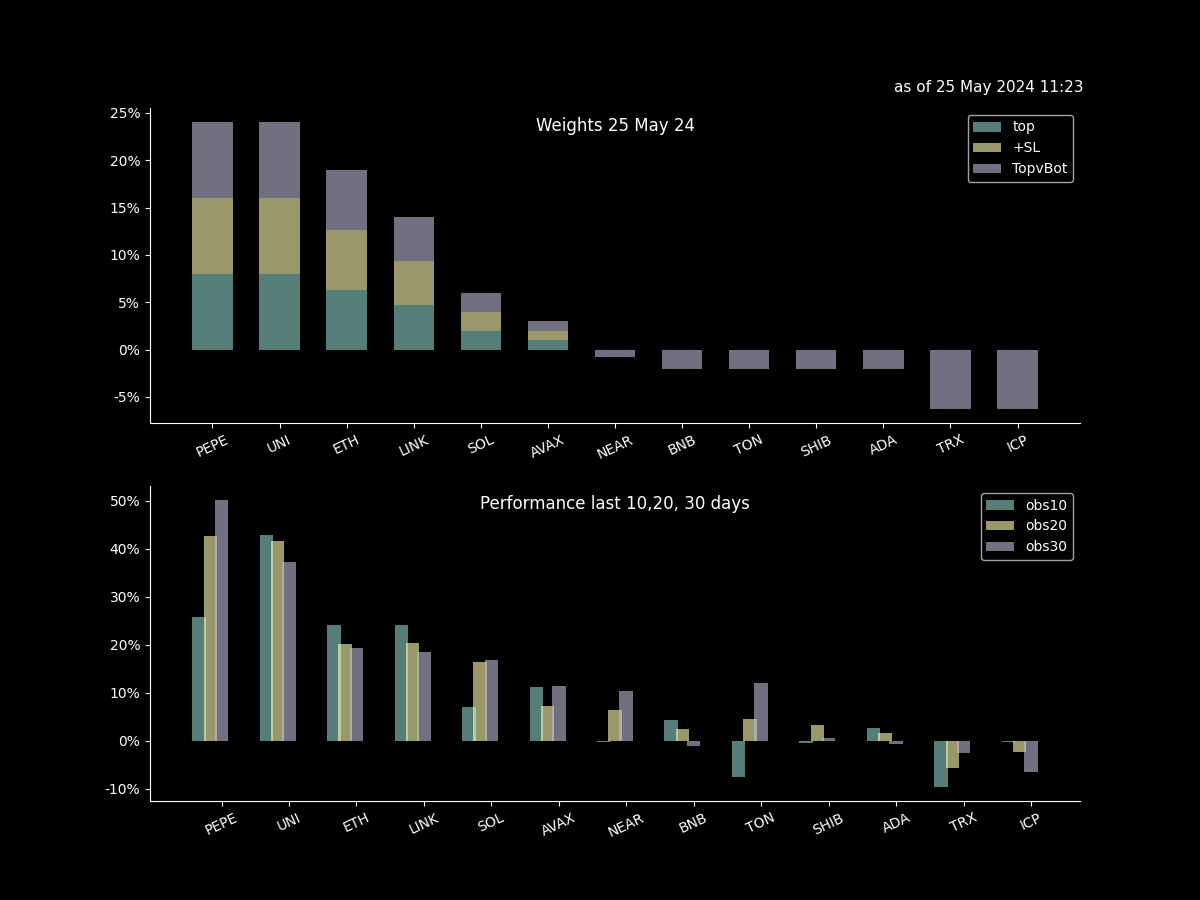 as of 25 May 2024 11:23
Weights 25 May 24
top
+SL
TopvBot
25%
20%
15%
10%
5%
0%
-5%
PEPE UNI ETH LINK SOL AVAX NEAR BNB TON SHIB ADA TRX ICP
Performance last 10,20, 30 days
obs10
obs20
obs30
50%
40%
30%
20%
10%
0%
-10%
PEPE UNI ETH LINK SOL AVAX NEAR BNB TON SHIB ADA TRX ICP